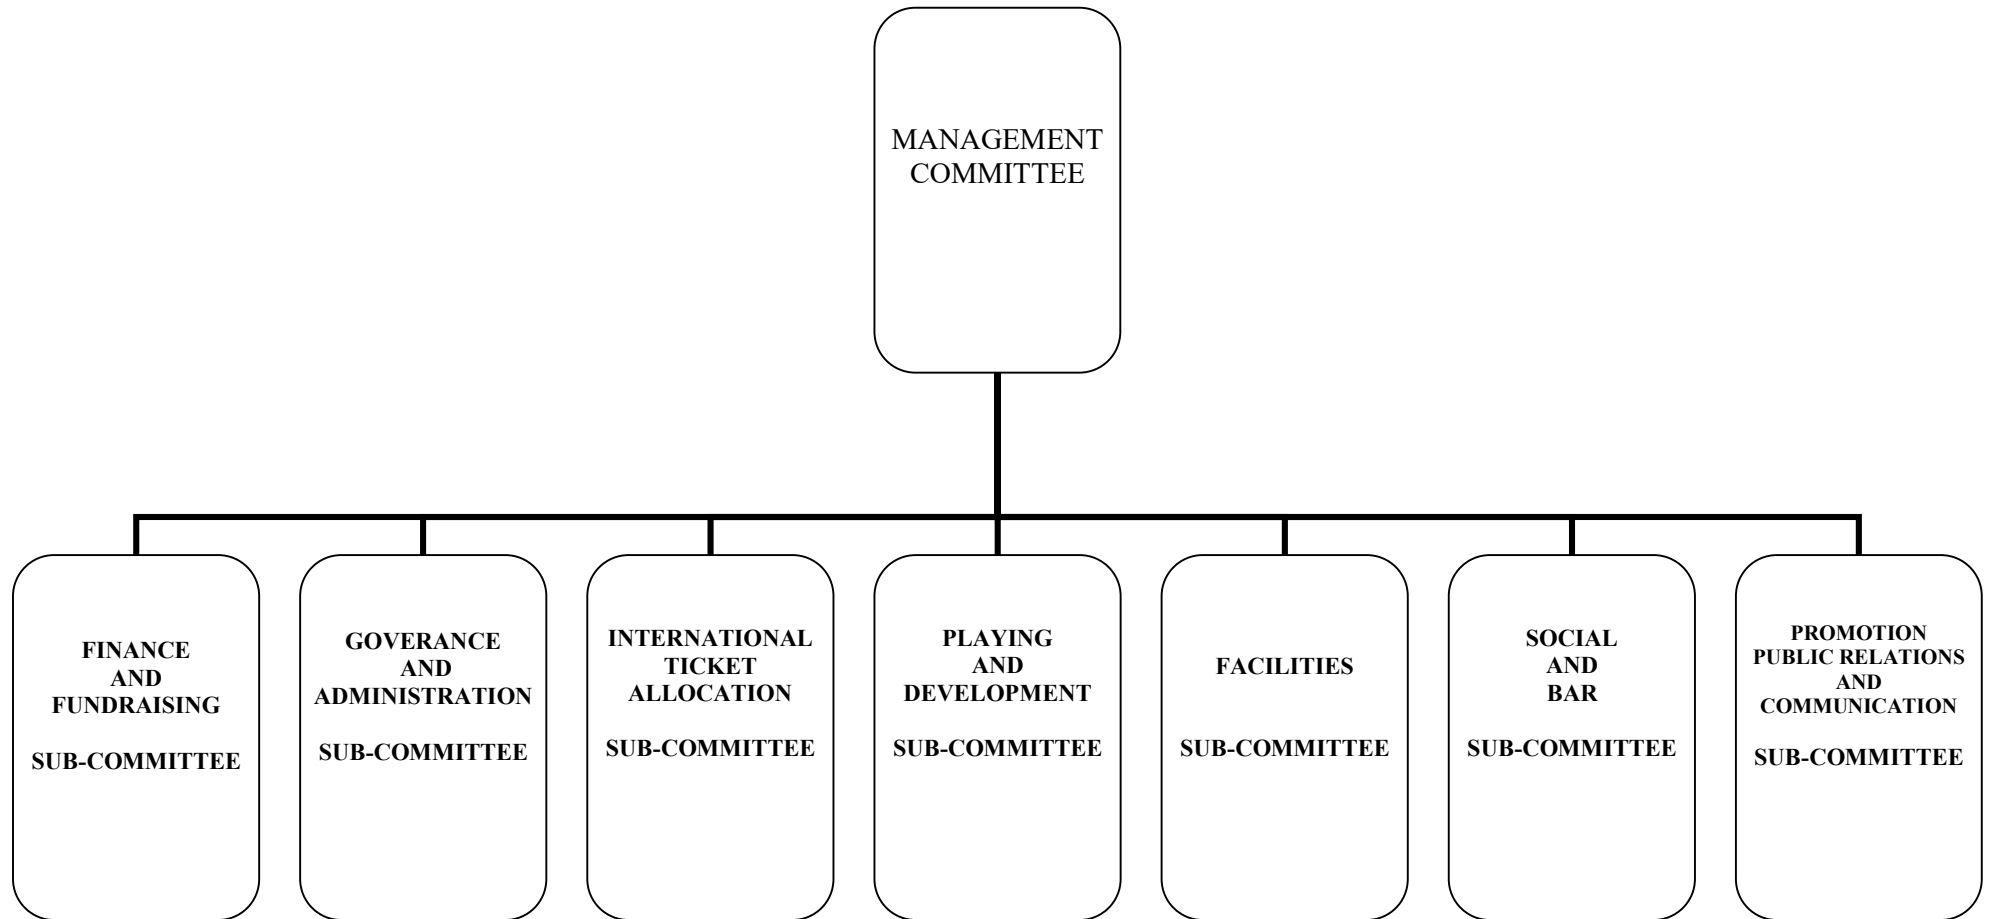 MANAGEMENT
COMMITTEE
FINANCE
AND
FUNDRAISING
SUB-COMMITTEE
GOVERANCE
AND
ADMINISTRATION
SUB-COMMITTEE
INTERNATIONAL
TICKET
ALLOCATION
SUB-COMMITTEE
PLAYING
AND
DEVELOPMENT
SUB-COMMITTEE
FACILITIES
SUB-COMMITTEE
SOCIAL
AND
BAR
SUB-COMMITTEE
PROMOTION
PUBLIC RELATIONS
AND
COMMUNICATION
SUB-COMMITTEE